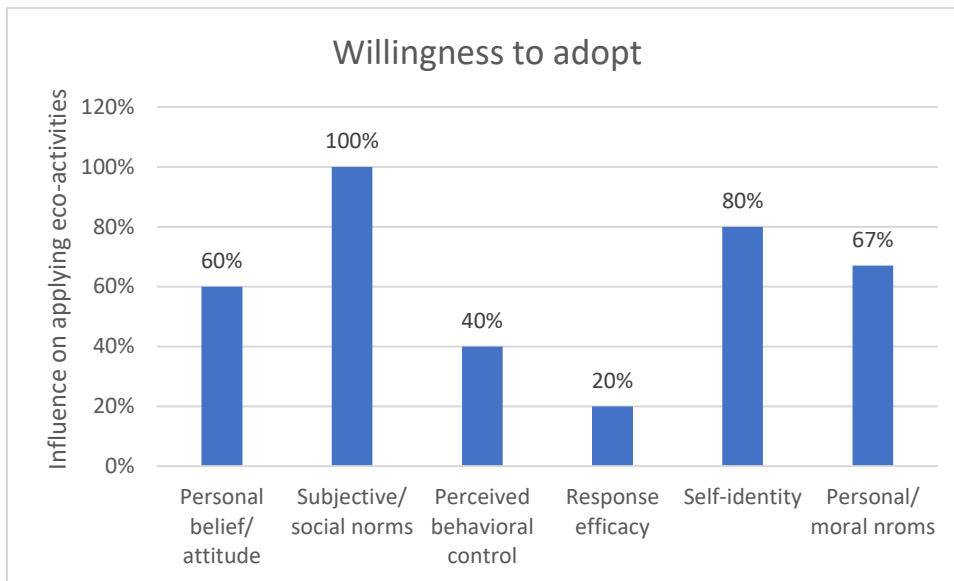 Willingness to adopt
Influence on applying eco-activities
120%
100%
80%
60%
40%
20%
0%
60%
100%
40%
20%
80%
67%
Personal
belief/
attitude
Subjective/
social norms
Perceived
behavioral
control
Response
efficacy
Self-identity
Personal/
moral nroms